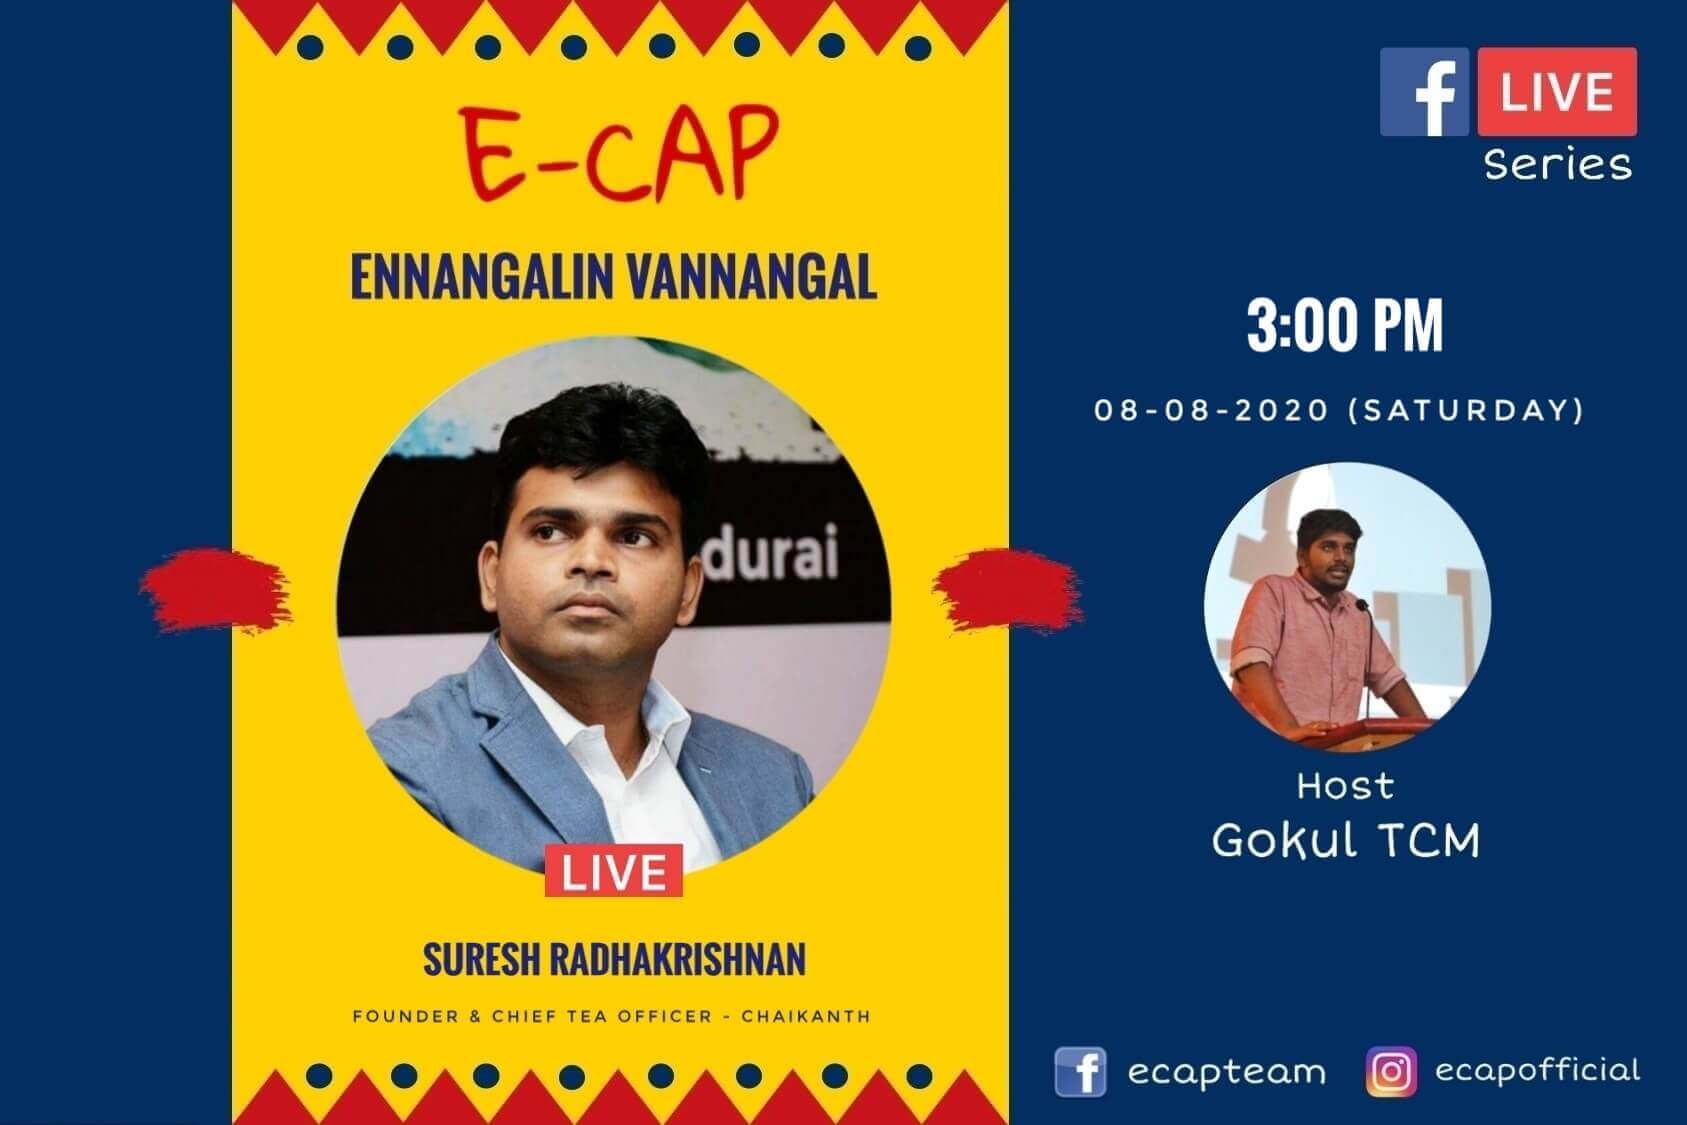 E-CAP
ENNANGALIN VANNANGAL
durai
LIVE
SURESH RADHAKRISHNAN
FOUNDER & CHIEF TEA OFFICER - CHAIKANTH
f LIVE
Series
3:00 PM
08-08-2020 (SATURDAY)
Host
Gokul TCM
f ecapteam
ecapofficial